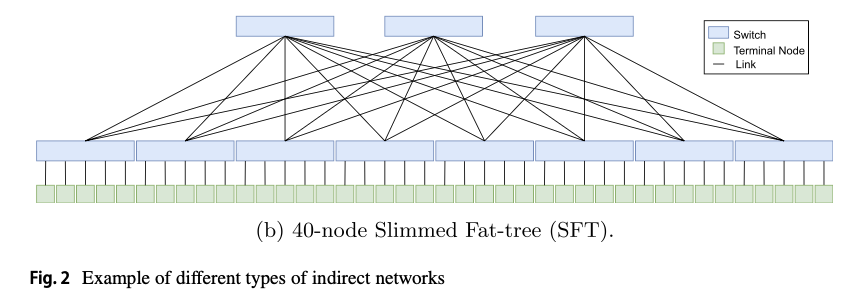 Switch
Terminal Node
Link
(b) 40-node Slimmed Fat-tree (SFT).
Fig. 2 Example of different types of indirect networks